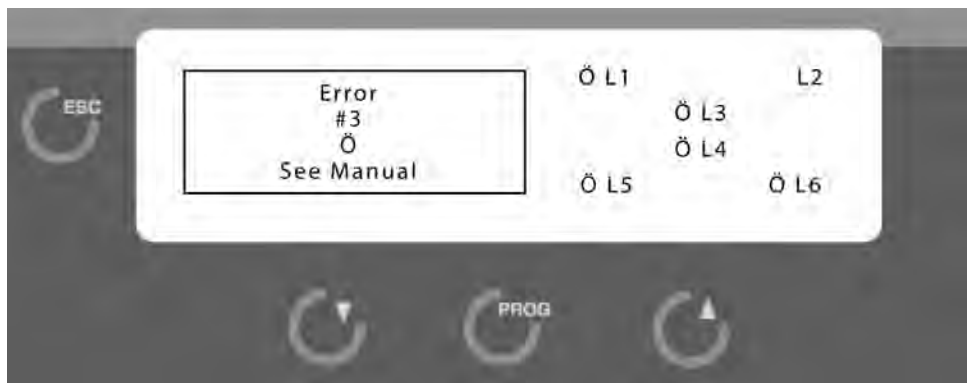 ESC
Error
#3
Ö
See Manual
Ö L1 L2
Ö L3
Ö L4
Ö L5 Ö L6
PROG